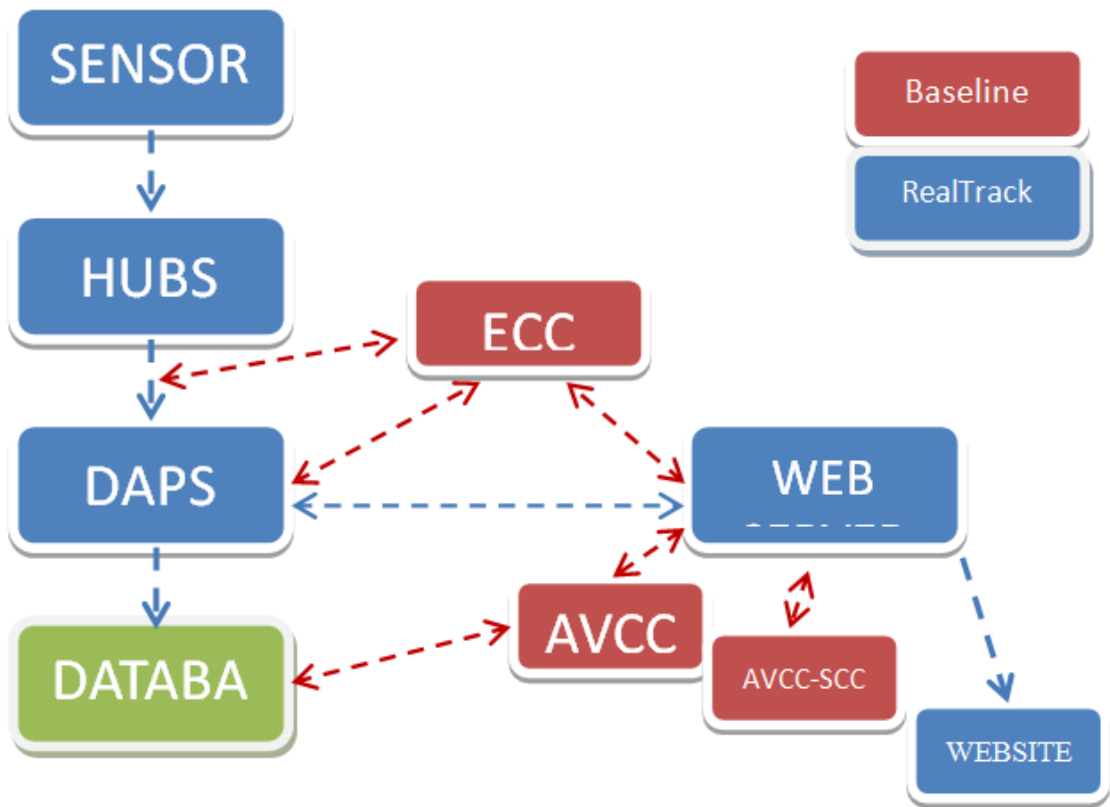 SENSOR
Baseline
RealTrack
HUBS
ECC
DAPS
WEB
AVCC
AVCC-SCC
DATABA
WEBSITE